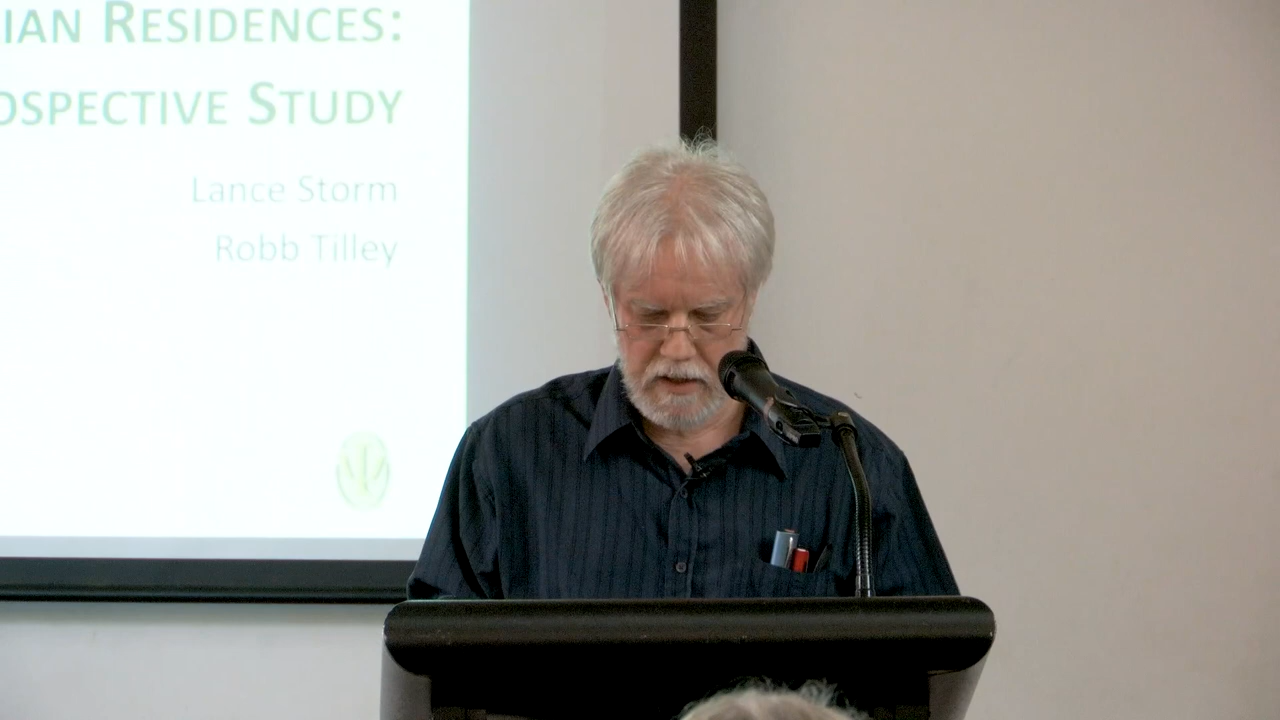 IAN RESIDENCES:
OSPECTIVE STUDY
Lance Storm
Robb Tilley